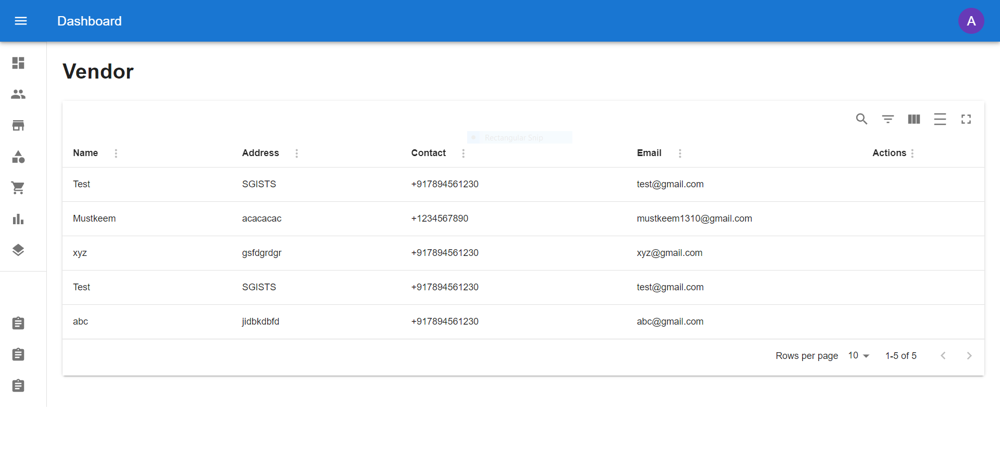 Dashboard
A
Vendor
Rectangular Snip
Name Address Contact Email Actions
Test SGISTS +917894561230 test@gmail.com
Mustkeem acacacac +1234567890 mustkeem1310@gmail.com
xyz gsfdgrdgr +917894561230 xyz@gmail.com
Test SGISTS +917894561230 test@gmail.com
abc jidbkdbfd +917894561230 abc@gmail.com
Rows per page 10 1-5 of 5